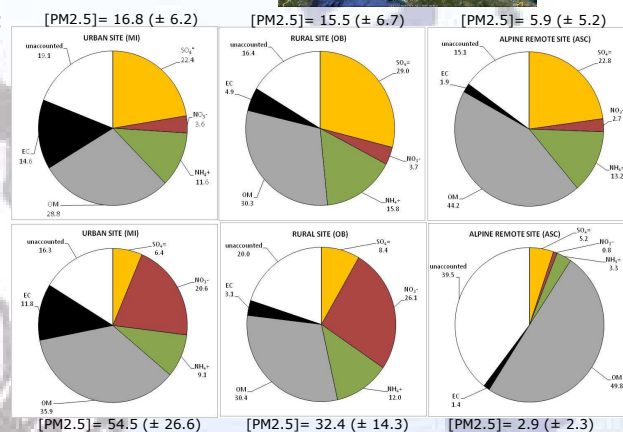 [PM2.5]= 16.8 (± 6.2)
[PM2.5]= 15.5 (± 6.7)
[PM2.5]= 5.9 (± 5.2)
URBAN SITE (MI)
unaccounted
19.1
SO₄=
22.4
NO₃-
3.6
NH₄+
11.6
OM
28.8
EC
14.6
RURAL SITE (OB)
unaccounted
16.4
SO₄=
29.0
NO₃-
3.7
NH₄+
15.8
OM
30.3
EC
4.9
ALPINE REMOTE SITE (ASC)
unaccounted
15.1
SO₄=
22.8
NO₃-
2.7
NH₄+
13.2
OM
44.2
EC
1.9
URBAN SITE (MI)
unaccounted
16.3
SO₄=
6.4
NO₃-
20.6
NH₄+
9.1
OM
35.9
EC
11.8
RURAL SITE (OB)
unaccounted
20.0
SO₄=
8.4
NO₃-
26.1
NH₄+
12.0
OM
30.4
EC
3.1
ALPINE REMOTE SITE (ASC)
unaccounted
39.5
SO₄=
5.2
NO₃-
0.8
NH₄+
3.3
OM
49.8
EC
1.4
[PM2.5]= 54.5 (± 26.6)
[PM2.5]= 32.4 (± 14.3)
[PM2.5]= 2.9 (± 2.3)